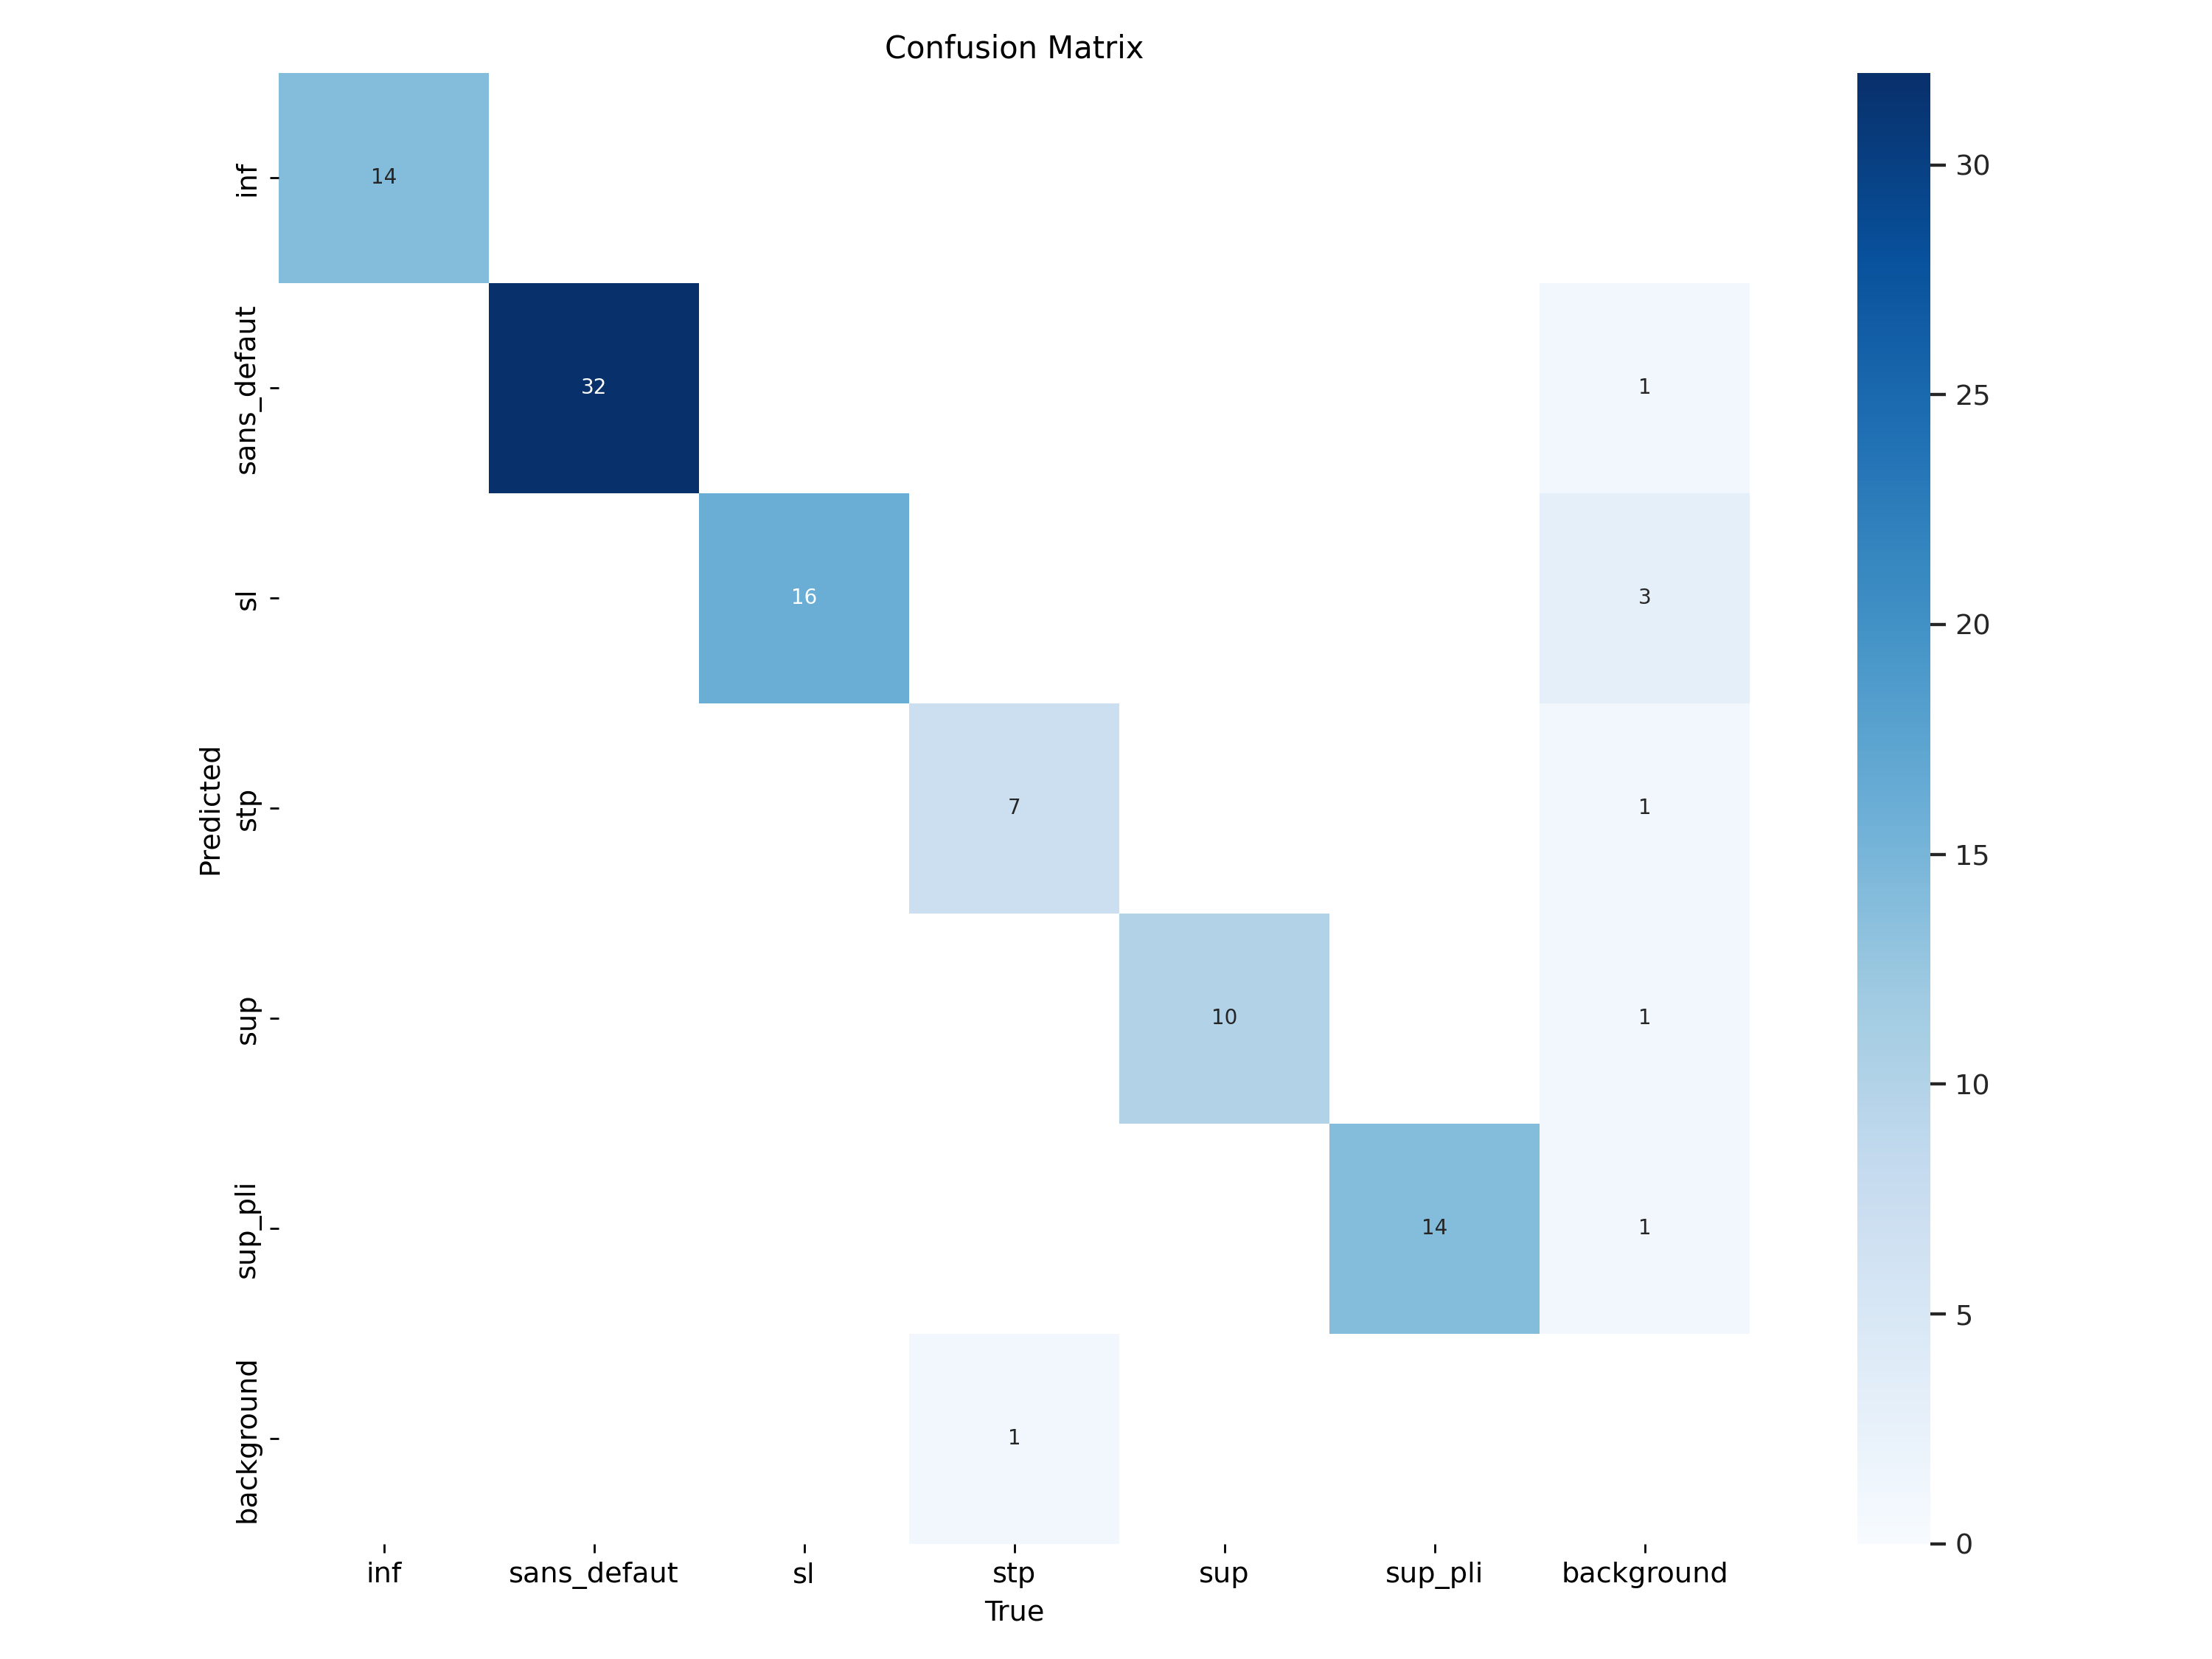 Confusion Matrix
inf
14
sans_defaut
32
1
sl
16
3
stp
7
1
sup
10
1
sup_pli
14
1
background
1
Predicted
inf sans_defaut sl stp sup sup_pli background
True
30
25
20
15
10
5
0